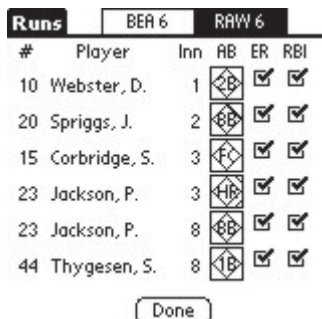 Runs BEA 6 RAW 6
# Player Inn AB ER RBI
10 Webster, D. 1 2B
20 Spriggs, J. 2 BB
15 Corbridge, S. 3 FC
23 Jackson, P. 3 HR
23 Jackson, P. 8 BB
44 Thygesen, S. 8 1B
Done